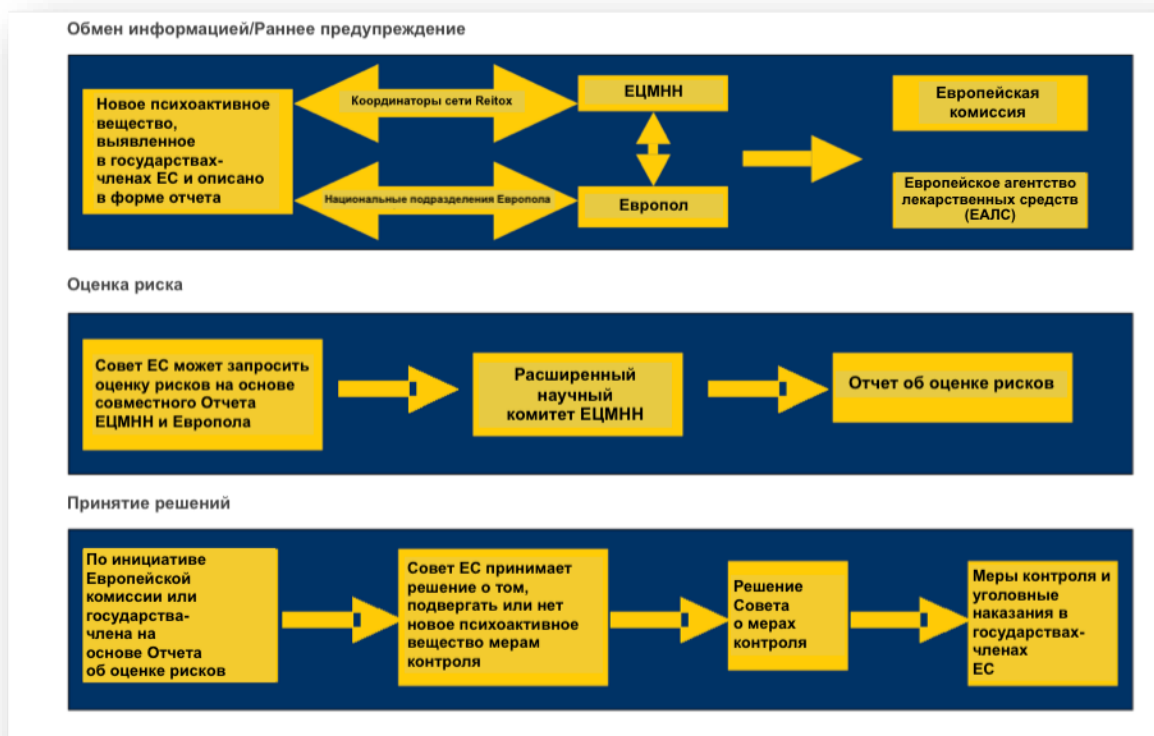 Обмен информацией/Раннее предупреждение
Новое психоактивное
вещество,
выявленное
в государствах-
членах ЕС и описано
в форме отчета
Координаторы сети Reitox
Национальные подразделения Европола
ЕЦМНН
Европол
Европейская
комиссия
Европейское агентство
лекарственных средств
(ЕАЛС)
Оценка риска
Совет ЕС может запросить
оценку рисков на основе
совместного Отчета
ЕЦМНН и Европола
Расширенный
научный
комитет ЕЦМНН
Отчет об оценке рисков
Принятие решений
По инициативе
Европейской
комиссии или
государства-
члена на
основе Отчета
об оценке рисков
Совет ЕС принимает
решение о том,
подвергать или нет
новое психоактивное
вещество мерам
контроля
Решение
Совета
о мерах
контроля
Меры контроля и
уголовные
наказания в
государствах-
членах
ЕС